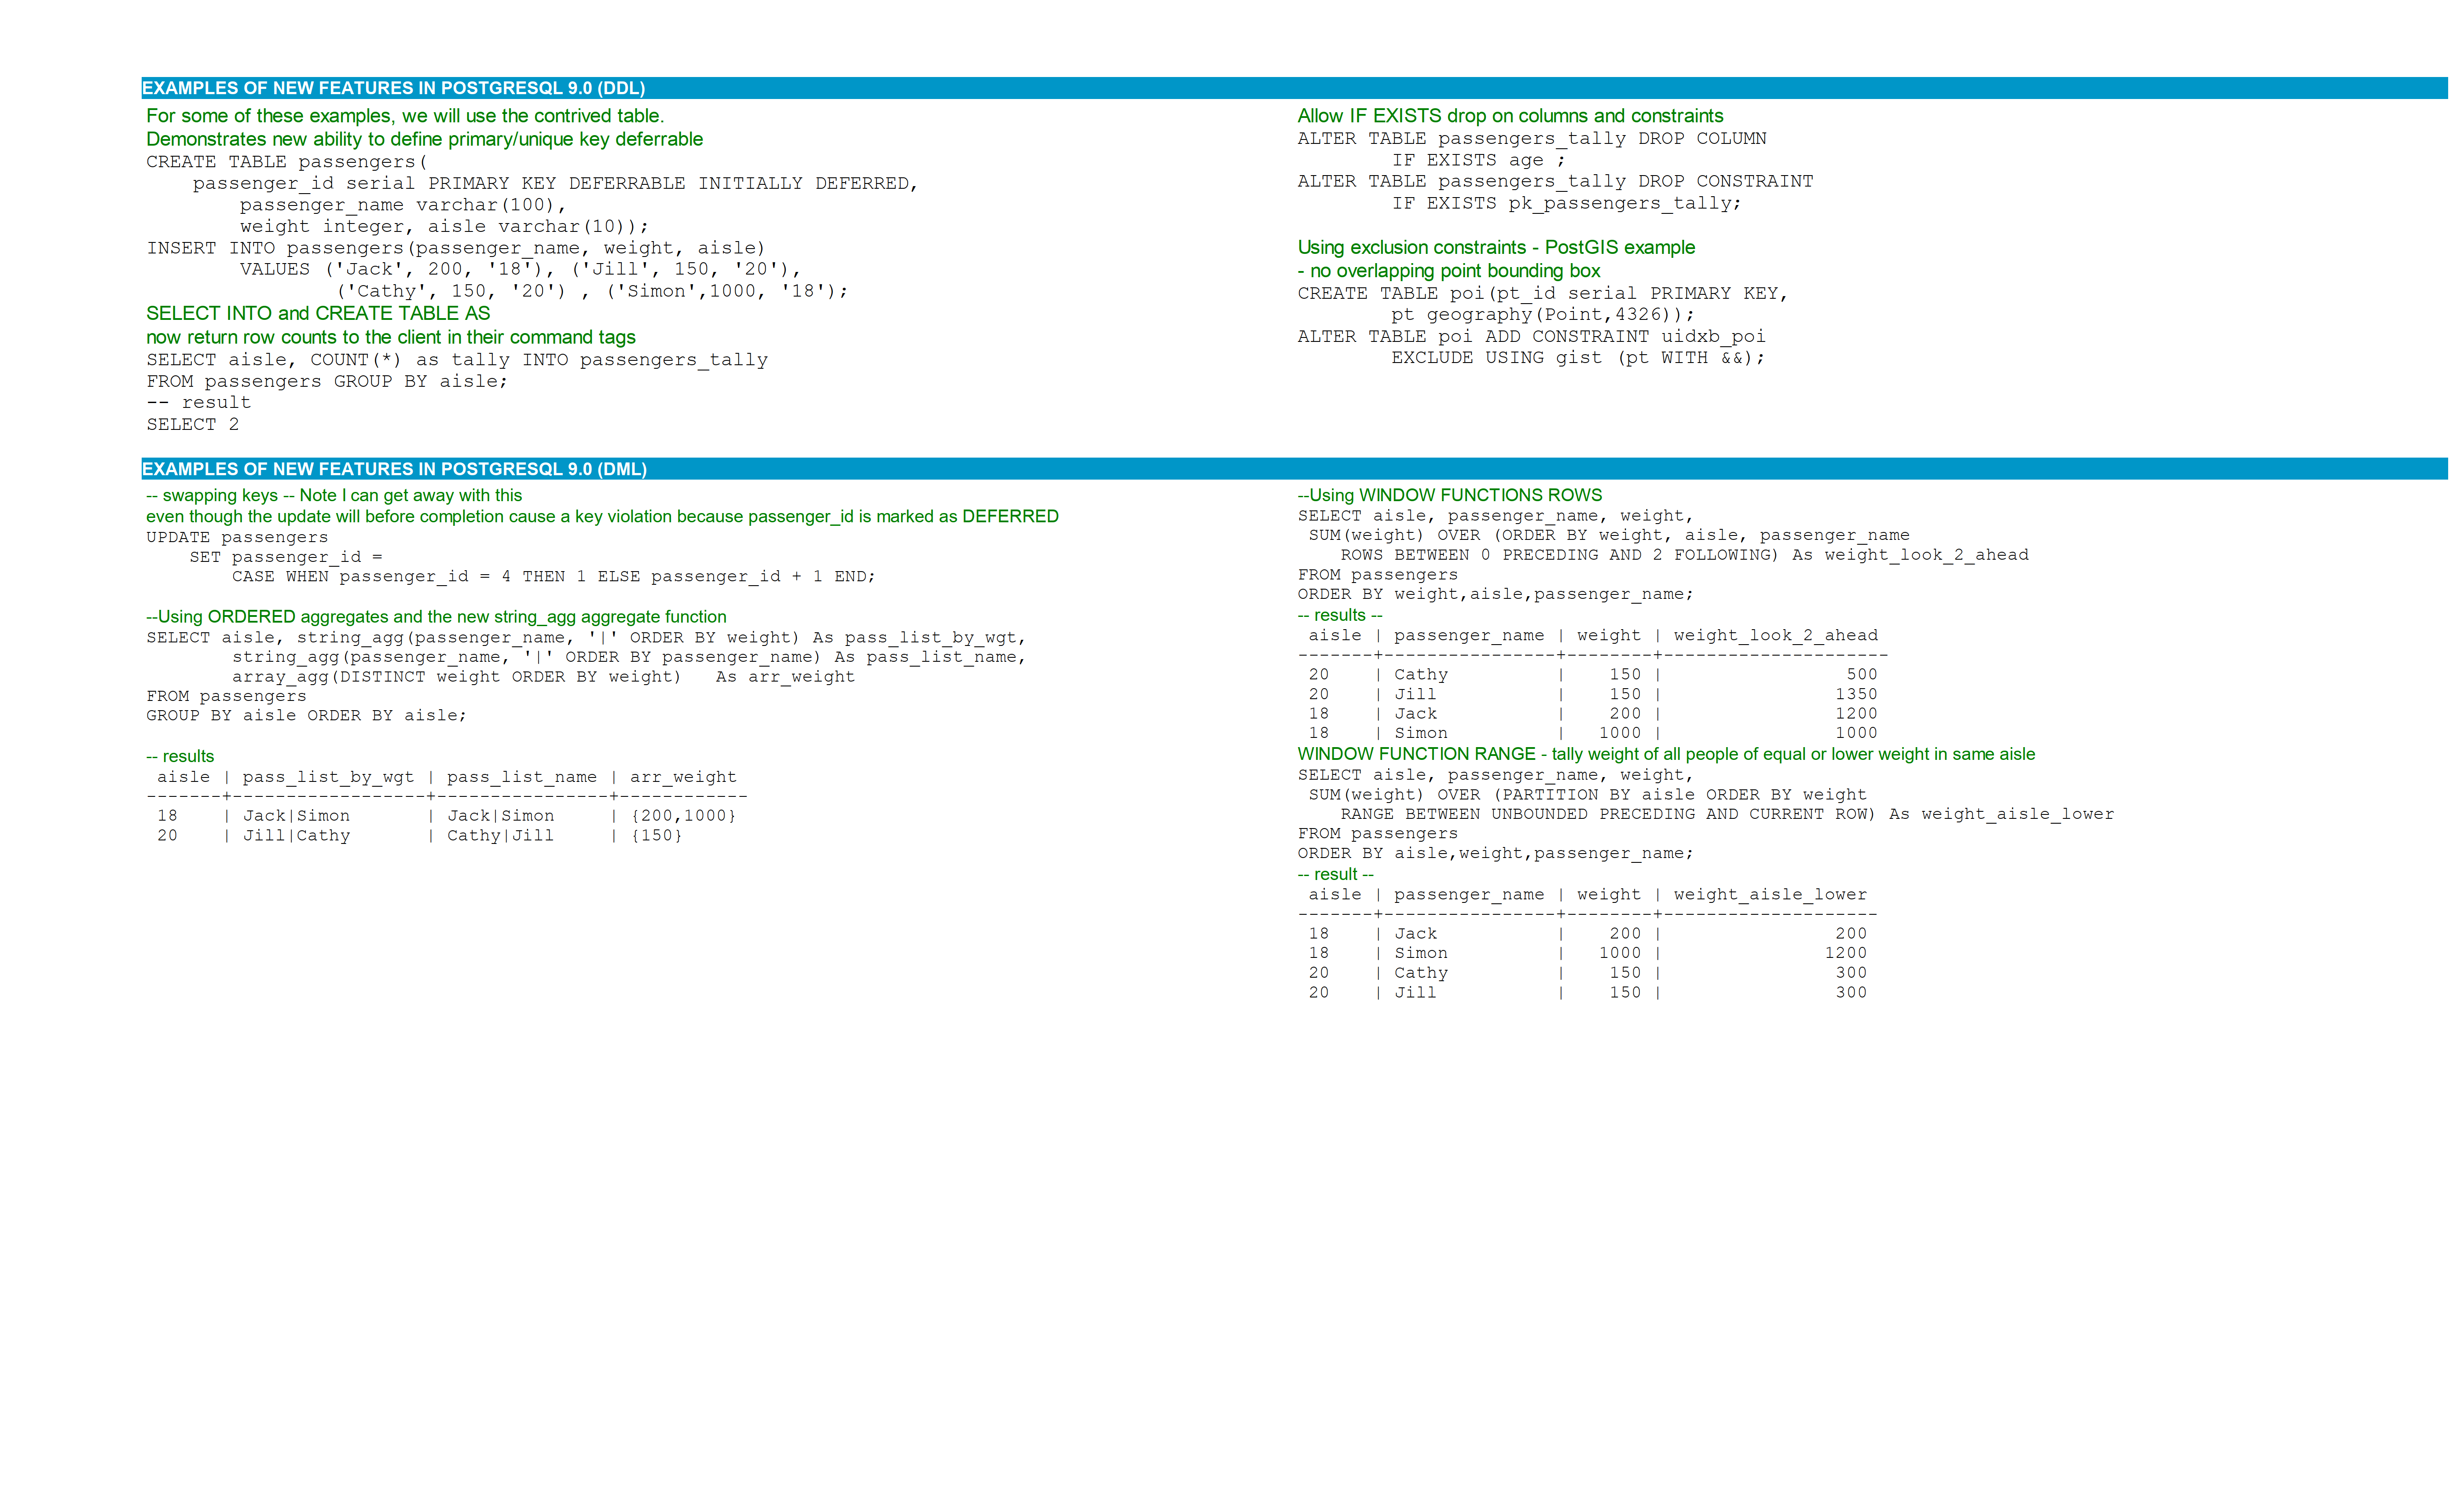 EXAMPLES OF NEW FEATURES IN POSTGRESQL 9.0 (DDL)
For some of these examples, we will use the contrived table.
Demonstrates new ability to define primary/unique key deferrable
CREATE TABLE passengers(
    passenger_id serial PRIMARY KEY DEFERRABLE INITIALLY DEFERRED,
        passenger_name varchar(100),
        weight integer, aisle varchar(10));
INSERT INTO passengers(passenger_name, weight, aisle)
        VALUES ('Jack', 200, '18'), ('Jill', 150, '20'),
                ('Cathy', 150, '20') , ('Simon',1000, '18');
SELECT INTO and CREATE TABLE AS
now return row counts to the client in their command tags
SELECT aisle, COUNT(*) as tally INTO passengers_tally
FROM passengers GROUP BY aisle;
-- result
SELECT 2
Allow IF EXISTS drop on columns and constraints
ALTER TABLE passengers_tally DROP COLUMN
        IF EXISTS age ;
ALTER TABLE passengers_tally DROP CONSTRAINT
        IF EXISTS pk_passengers_tally;
Using exclusion constraints - PostGIS example
- no overlapping point bounding box
CREATE TABLE poi(pt_id serial PRIMARY KEY,
        pt geography(Point,4326));
ALTER TABLE poi ADD CONSTRAINT uidxb_poi
        EXCLUDE USING gist (pt WITH &&);
EXAMPLES OF NEW FEATURES IN POSTGRESQL 9.0 (DML)
-- swapping keys -- Note I can get away with this
even though the update will before completion cause a key violation because passenger_id is marked as DEFERRED
UPDATE passengers
    SET passenger_id =
        CASE WHEN passenger_id = 4 THEN 1 ELSE passenger_id + 1 END;
--Using ORDERED aggregates and the new string_agg aggregate function
SELECT aisle, string_agg(passenger_name, '|' ORDER BY weight) As pass_list_by_wgt,
        string_agg(passenger_name, '|' ORDER BY passenger_name) As pass_list_name,
        array_agg(DISTINCT weight ORDER BY weight)   As arr_weight
FROM passengers
GROUP BY aisle ORDER BY aisle;
-- results
 aisle | pass_list_by_wgt | pass_list_name | arr_weight
-------+------------------+----------------+------------
 18    | Jack|Simon       | Jack|Simon     | {200,1000}
 20    | Jill|Cathy       | Cathy|Jill     | {150}
--Using WINDOW FUNCTIONS ROWS
SELECT aisle, passenger_name, weight,
 SUM(weight) OVER (ORDER BY weight, aisle, passenger_name
    ROWS BETWEEN 0 PRECEDING AND 2 FOLLOWING) As weight_look_2_ahead
FROM passengers
ORDER BY weight,aisle,passenger_name;
-- results --
 aisle | passenger_name | weight | weight_look_2_ahead
-------+----------------+--------+---------------------
 20    | Cathy          |    150 |                 500
 20    | Jill           |    150 |                1350
 18    | Jack           |    200 |                1200
 18    | Simon          |   1000 |                1000
WINDOW FUNCTION RANGE - tally weight of all people of equal or lower weight in same aisle
SELECT aisle, passenger_name, weight,
 SUM(weight) OVER (PARTITION BY aisle ORDER BY weight
    RANGE BETWEEN UNBOUNDED PRECEDING AND CURRENT ROW) As weight_aisle_lower
FROM passengers
ORDER BY aisle,weight,passenger_name;
-- result --
 aisle | passenger_name | weight | weight_aisle_lower
-------+----------------+--------+--------------------
 18    | Jack           |    200 |                200
 18    | Simon          |   1000 |               1200
 20    | Cathy          |    150 |                300
 20    | Jill           |    150 |                300